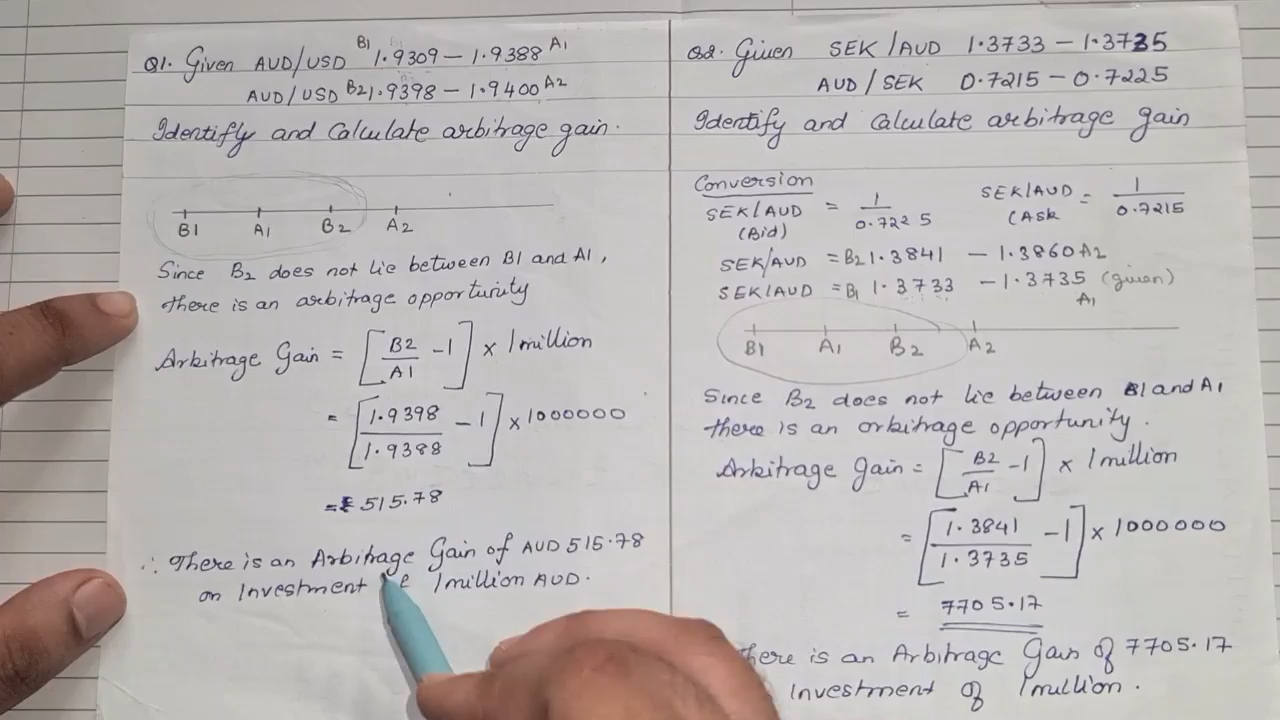 Q1. Given AUD/USD B1 1.9309 – 1.9388 A1
AUD/USD B2 1.9398 – 1.9400 A2
Identifly and Calculate arbitrage gain.
B1 A1 B2 A2
Since B2 does not lie between B1 and A1,
there is an arbitrage opportunity
Arbitrage Gain = [B2/A1 – 1] × 1 million
= [1.9398/1.9388 – 1] × 1000000
= 515.78
∴ There is an Arbitrage Gain of AUD 515.78
on Investment 1 million AUD.
Q2. Given SEK/AUD 1.3733 – 1.3735
AUD/SEK 0.7215 – 0.7225
Identify and Calculate arbitrage gain
Conversion
SEK/AUD (Bid) = 1/0.7225 SEK/AUD (Ask = 1/0.7215
SEK/AUD = B2 1.3841 – 1.3860 A2
SEK/AUD = B1 1.3733 – 1.3735 (given) A1
B1 A1 B2 A2
Since B2 does not lie between B1 and A1
there is an orbitrage opportunity.
Arbitrage Gain = [B2/A1 – 1] × 1 million
= [1.3841/1.3735 – 1] × 1000000
= 7705.17
here is an Arbitrage Gain of 7705.17
Investment of 1 million.